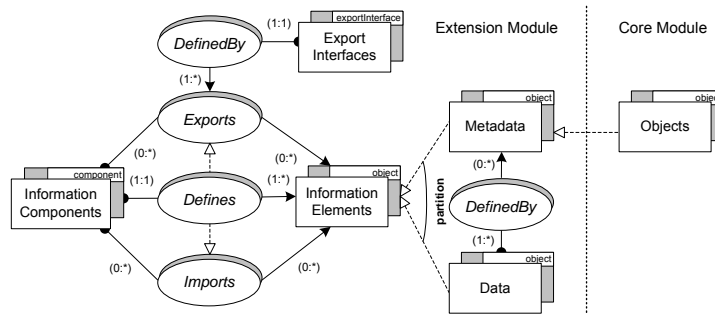 (1:1)
exportInterface
DefinedBy
Export
Interfaces
Extension Module
Core Module
(1:*)
Exports
object
Metadata
object
Objects
(0:*)
(0:*)
(0:*)
component
Information
Components
(1:1)
Defines
(1:*)
object
Information
Elements
partition
DefinedBy
(0:*)
Imports
(0:*)
(1:*)
object
Data